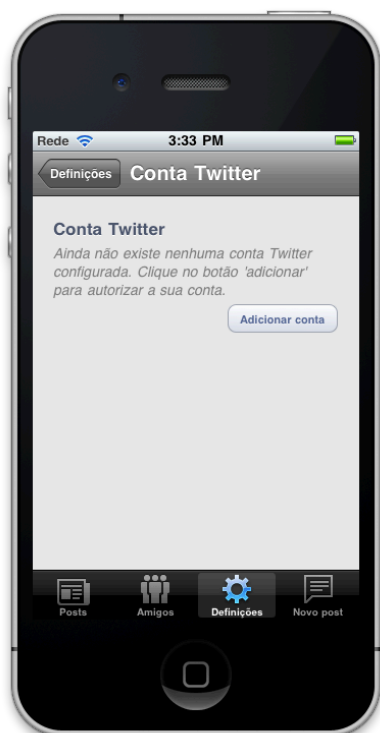 Rede 3:33 PM
Definições Conta Twitter
Conta Twitter
Ainda não existe nenhuma conta Twitter
configurada. Clique no botão 'adicionar'
para autorizar a sua conta.
Adicionar conta
Posts Amigos Definições Novo post